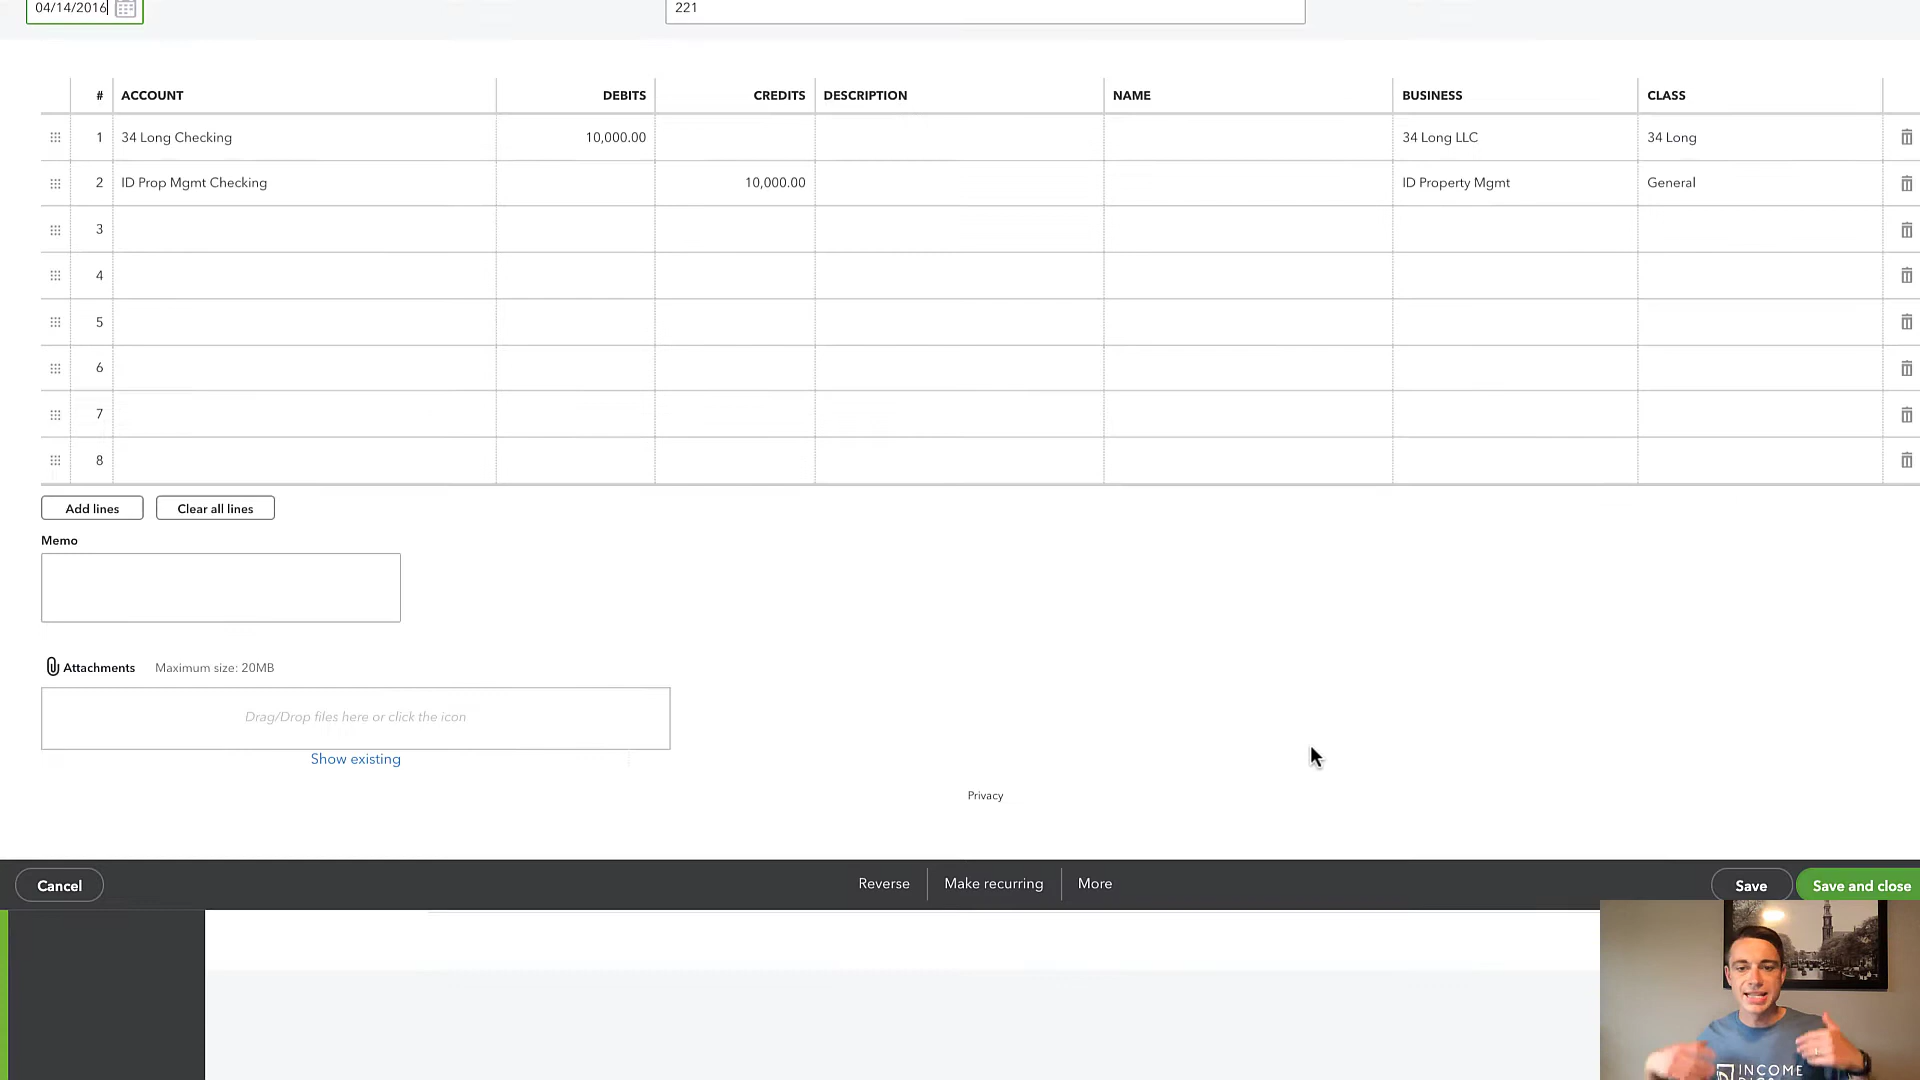 04/14/2016
221
# ACCOUNT DEBITS CREDITS DESCRIPTION NAME BUSINESS CLASS
1 34 Long Checking 10,000.00 34 Long LLC 34 Long
2 ID Prop Mgmt Checking 10,000.00 ID Property Mgmt General
3
4
5
6
7
8
Add lines Clear all lines
Memo
Attachments Maximum size: 20MB
Drag/Drop files here or click the icon
Show existing
Privacy
Cancel Reverse Make recurring More Save Save and close
INCOME